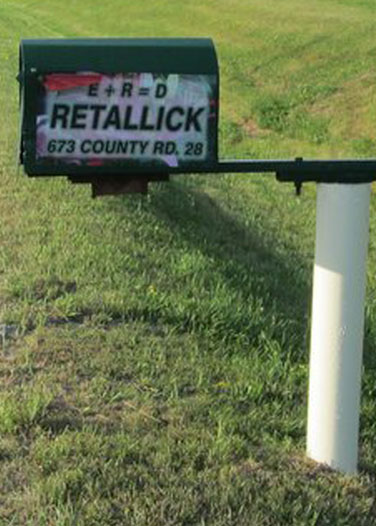 E + R = D
RETALLICK
673 COUNTY RD. 28